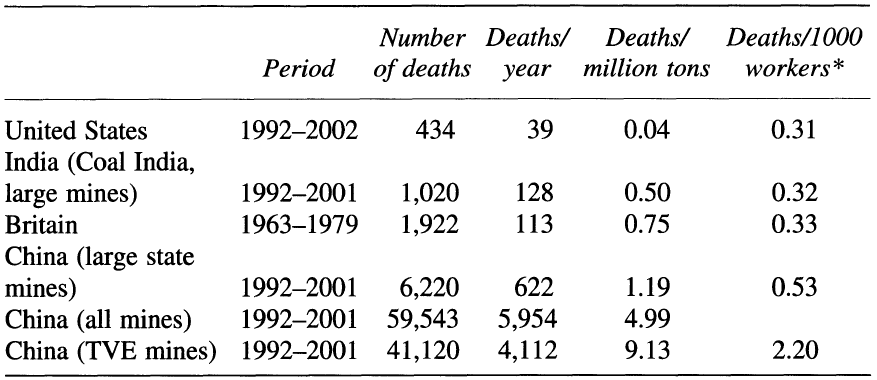 Number Deaths/ Deaths/ Deaths/1000
Period of deaths year million tons workers*
United States 1992–2002 434 39 0.04 0.31
India (Coal India,
large mines) 1992–2001 1,020 128 0.50 0.32
Britain 1963–1979 1,922 113 0.75 0.33
China (large state
mines) 1992–2001 6,220 622 1.19 0.53
China (all mines) 1992–2001 59,543 5,954 4.99
China (TVE mines) 1992–2001 41,120 4,112 9.13 2.20